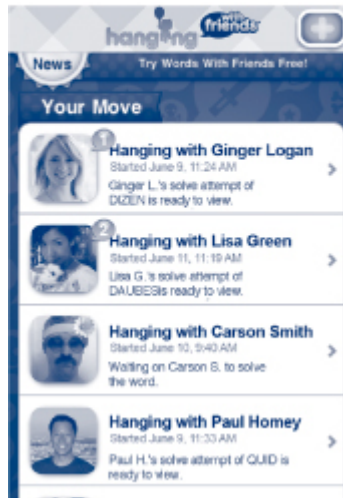 hanging with friends
News
Try Words With Friends Free!
Your Move
1
Hanging with Ginger Logan
Started June 9, 11:24 AM
Ginger L.'s solve attempt of
DIZEN is ready to view.
2
Hanging with Lisa Green
Started June 11, 11:19 AM
Lisa G.'s solve attempt of
DAUBESis ready to view.
Hanging with Carson Smith
Started June 10, 9:40 AM
Waiting on Carson S. to solve
the word.
Hanging with Paul Homey
Started June 9, 11:33 AM
Paul H.'s solve attempt of QUID is
ready to view.